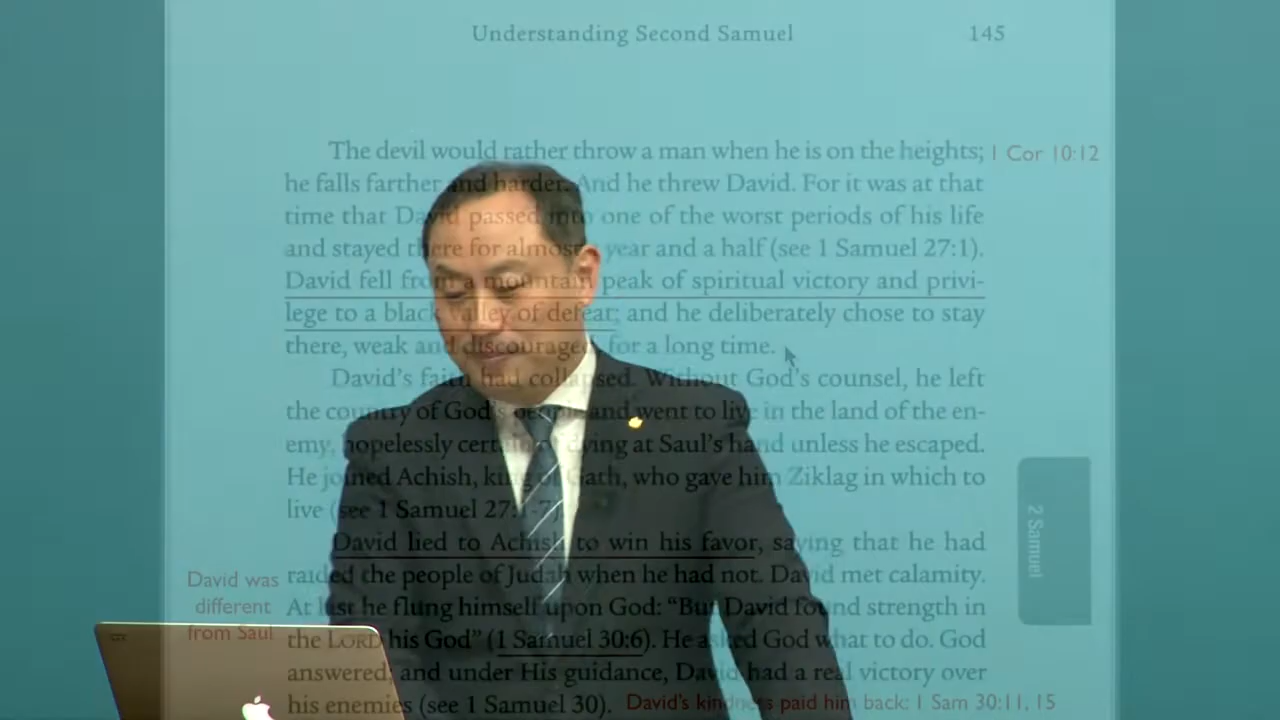 Understanding Second Samuel 145
The devil would rather throw a man when he is on the heights; 1 Cor 10:12
he falls farther and harder. And he threw David. For it was at that
time that David passed into one of the worst periods of his life
and stayed there for almost year and a half (see 1 Samuel 27:1).
David fell from a mountain peak of spiritual victory and privi-
lege to a black valley of defeat; and he deliberately chose to stay
there, weak and discouraged, for a long time.
David's faith had collapsed. Without God's counsel, he left
the country of God's people and went to live in the land of the en-
emy, hopelessly certain of dying at Saul's hand unless he escaped.
He joined Achish, king of Gath, who gave him Ziklag in which to
live (see 1 Samuel 27:1-7).
David lied to Achish to win his favor, saying that he had
David was raided the people of Judah when he had not. David met calamity.
different At last he flung himself upon God: "But David found strength in
from Saul the LORD his God" (1 Samuel 30:6). He asked God what to do. God
answered; and under His guidance, David had a real victory over
his enemies (see 1 Samuel 30). David's kindness paid him back: 1 Sam 30:11, 15
2 Samuel